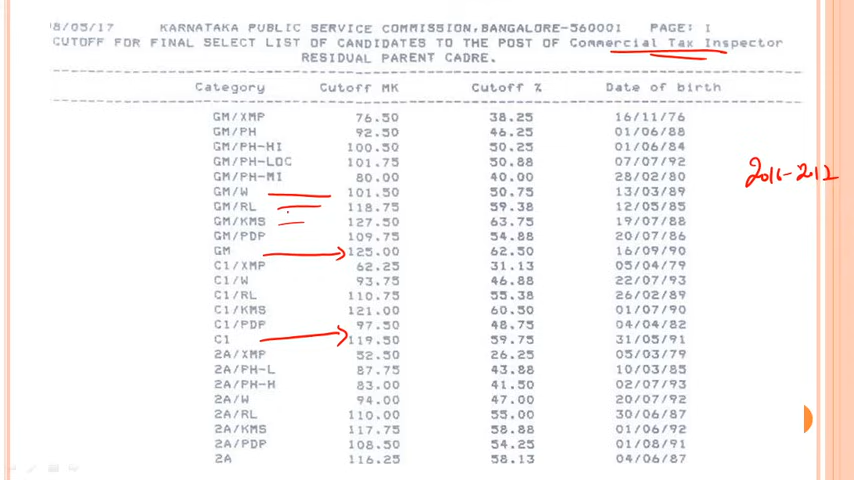 08/05/17 KARNATAKA PUBLIC SERVICE COMMISSION,BANGALORE-560001 PAGE: 1
CUTOFF FOR FINAL SELECT LIST OF CANDIDATES TO THE POST OF Commercial Tax Inspector
RESIDUAL PARENT CADRE.
Category Cutoff MK Cutoff % Date of birth
GM/XMP 76.50 38.25 16/11/76
GM/PH 92.50 46.25 01/06/88
GM/PH-HI 100.50 50.25 01/06/84
GM/PH-LOC 101.75 50.88 07/07/92
GM/PH-MI 80.00 40.00 28/02/80
GM/W 101.50 50.75 13/03/89
GM/RL 118.75 59.38 12/05/85
GM/KMS 127.50 63.75 19/07/88
GM/PDP 109.75 54.88 20/07/86
GM 125.00 62.50 16/09/90
C1/XMP 62.25 31.13 05/04/79
C1/W 93.75 46.88 22/07/93
C1/RL 110.75 55.38 26/02/89
C1/KMS 121.00 60.50 01/07/90
C1/PDP 97.50 48.75 04/04/82
C1 119.50 59.75 31/05/91
2A/XMP 52.50 26.25 05/03/79
2A/PH-L 87.75 43.88 10/03/85
2A/PH-H 83.00 41.50 02/07/93
2A/W 94.00 47.00 20/07/92
2A/RL 110.00 55.00 30/06/87
2A/KMS 117.75 58.88 01/06/92
2A/PDP 108.50 54.25 01/08/91
2A 116.25 58.13 04/06/87